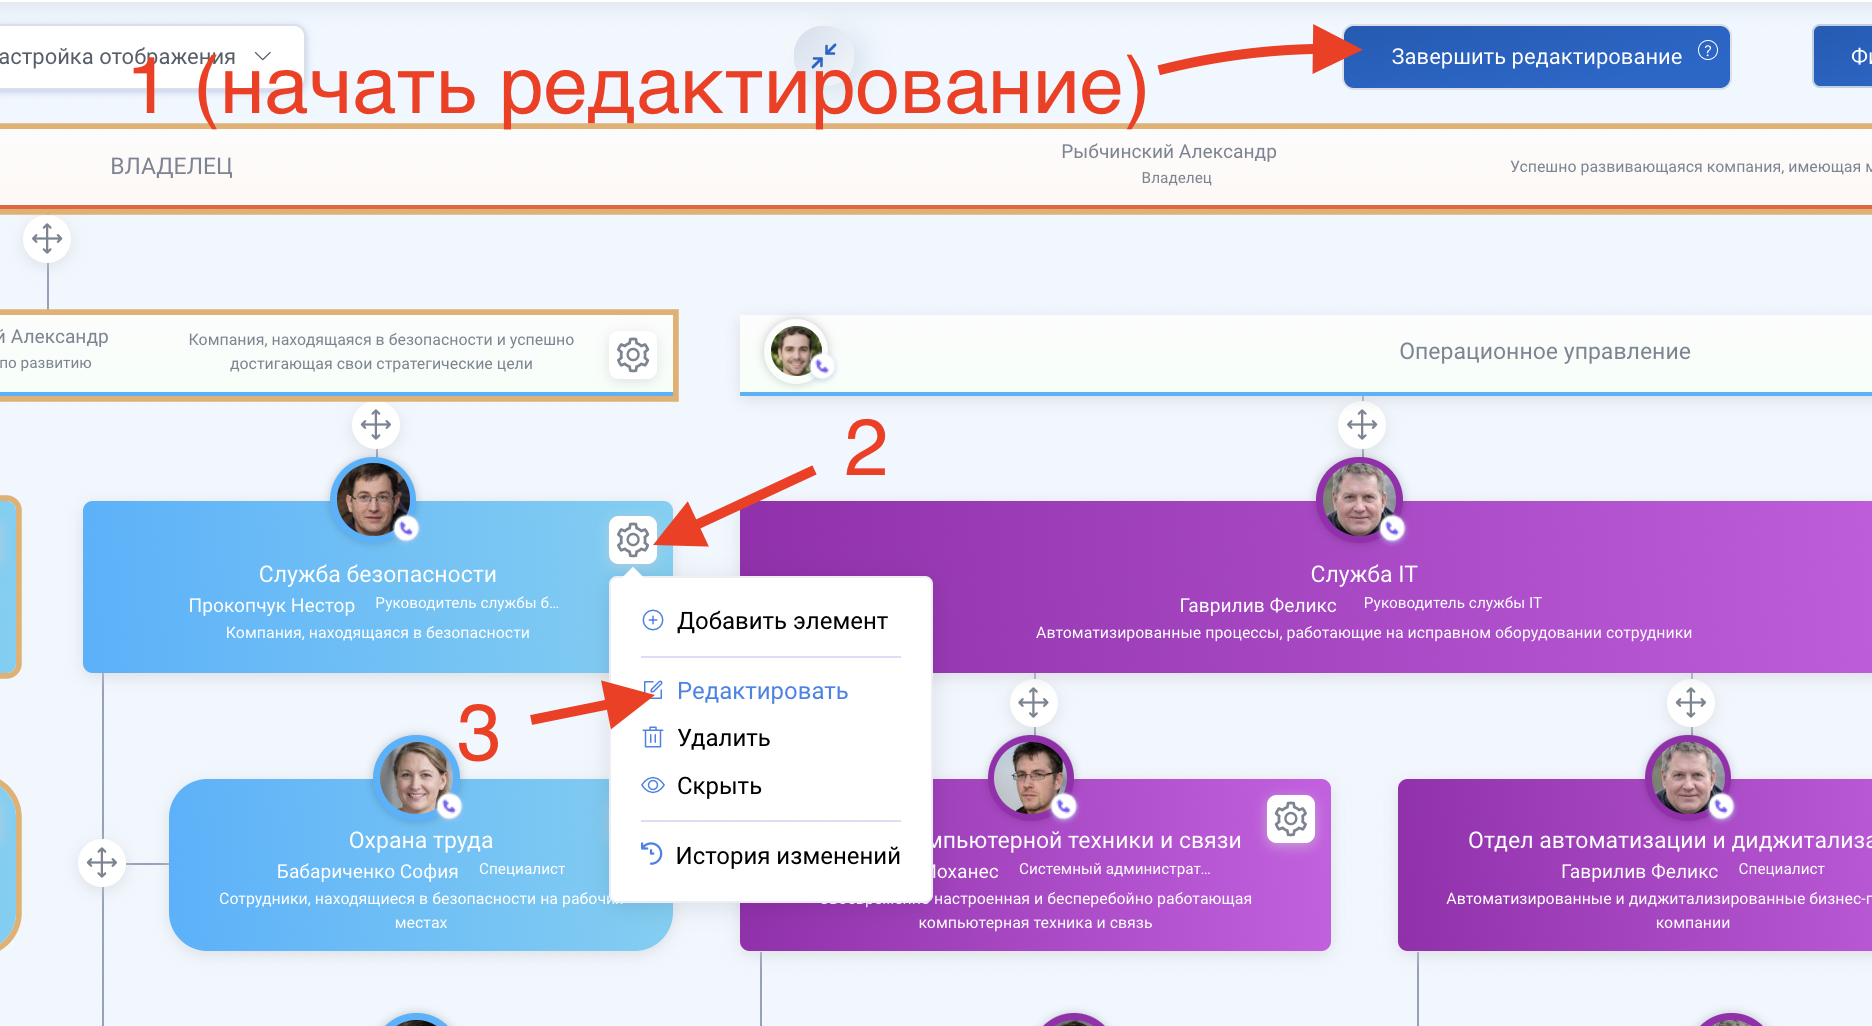 астройка отображения
1 (начать редактирование)
Завершить редактирование
?
Фи
ВЛАДЕЛЕЦ
Рыбчинский Александр
Владелец
Успешно развивающаяся компания, имеющая м
й Александр
по развитию
Компания, находящаяся в безопасности и успешно
достигающая свои стратегические цели
Операционное управление
2
Служба безопасности
Прокопчук Нестор Руководитель службы б...
Компания, находящаяся в безопасности
Служба IT
Гаврилив Феликс Руководитель службы IT
Автоматизированные процессы, работающие на исправном оборудовании сотрудники
Добавить элемент
3
Редактировать
Удалить
Скрыть
История изменений
Охрана труда
Бабариченко София Специалист
Сотрудники, находящиеся в безопасности на рабочих
местах
мпьютерной техники и связи
Йоханес Системный администрат...
настроенная и бесперебойно работающая
компьютерная техника и связь
Отдел автоматизации и диджитализа
Гаврилив Феликс Специалист
Автоматизированные и диджитализированные бизнес-п
компании